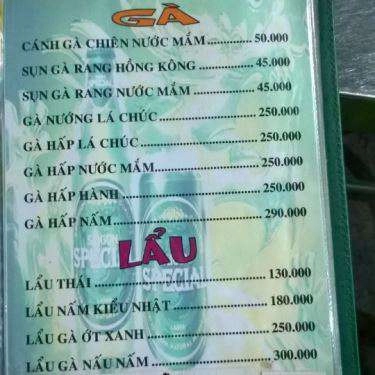 GÀ
CÁNH GÀ CHIÊN NƯỚC MẮM.............50.000
SỤN GÀ RANG HỒNG KÔNG.............45.000
SỤN GÀ RANG NƯỚC MẮM.............45.000
GÀ NƯỚNG LÁ CHÚC.............250.000
GÀ HẤP LÁ CHÚC.............250.000
GÀ HẤP NƯỚC MẮM.............250.000
GÀ HẤP HÀNH.............250.000
GÀ HẤP NẤM.............290.000
LẨU
SPECIAL
LẨU THÁI.............130.000
LẨU NẤM KIỂU NHẬT.............180.000
LẨU GÀ ỚT XANH.............250.000
LẨU GÀ NẤU NẤM.............300.000